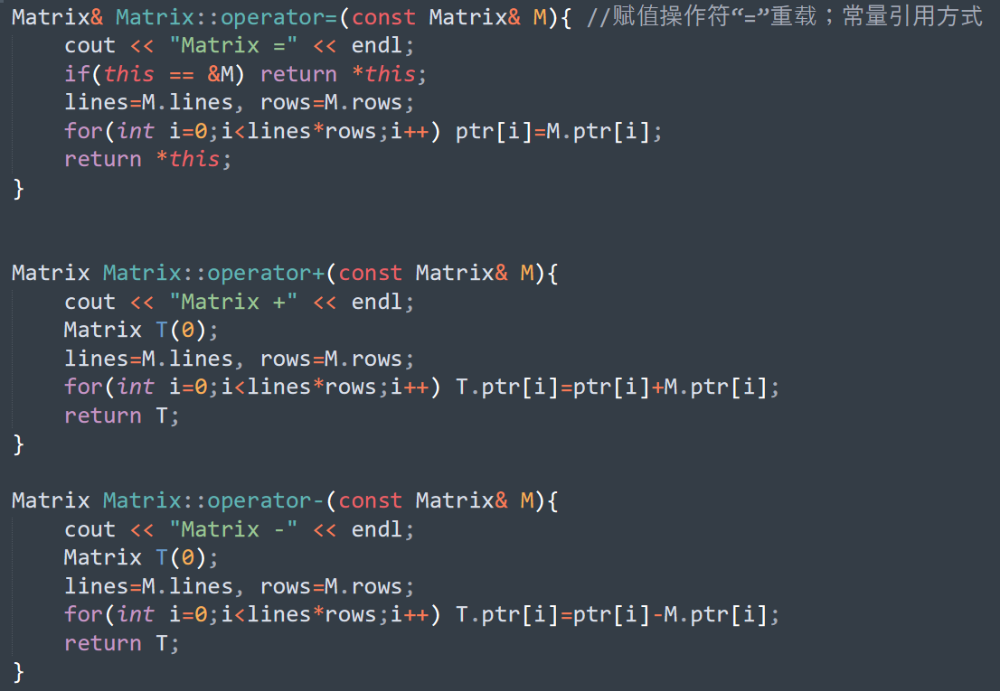 Matrix& Matrix::operator=(const Matrix& M){ //赋值操作符“=”重载；常量引用方式
    cout << "Matrix =" << endl;
    if(this == &M) return *this;
    lines=M.lines, rows=M.rows;
    for(int i=0;i<lines*rows;i++) ptr[i]=M.ptr[i];
    return *this;
}
Matrix Matrix::operator+(const Matrix& M){
    cout << "Matrix +" << endl;
    Matrix T(0);
    lines=M.lines, rows=M.rows;
    for(int i=0;i<lines*rows;i++) T.ptr[i]=ptr[i]+M.ptr[i];
    return T;
}
Matrix Matrix::operator-(const Matrix& M){
    cout << "Matrix -" << endl;
    Matrix T(0);
    lines=M.lines, rows=M.rows;
    for(int i=0;i<lines*rows;i++) T.ptr[i]=ptr[i]-M.ptr[i];
    return T;
}